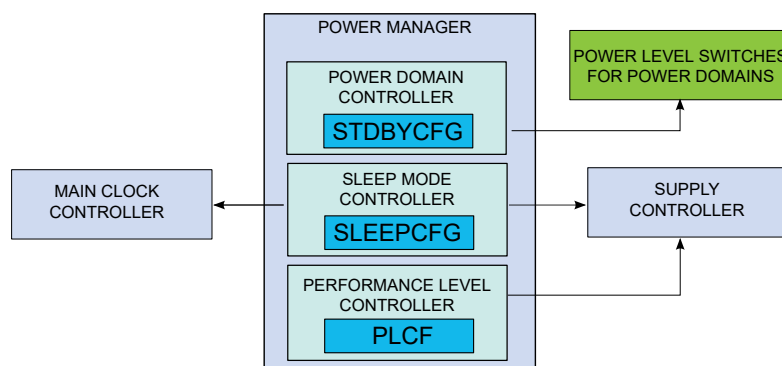 POWER MANAGER
POWER DOMAIN
CONTROLLER
STDBYCFG
POWER LEVEL SWITCHES
FOR POWER DOMAINS
MAIN CLOCK
CONTROLLER
SLEEP MODE
CONTROLLER
SLEEPCFG
SUPPLY
CONTROLLER
PERFORMANCE LEVEL
CONTROLLER
PLCF